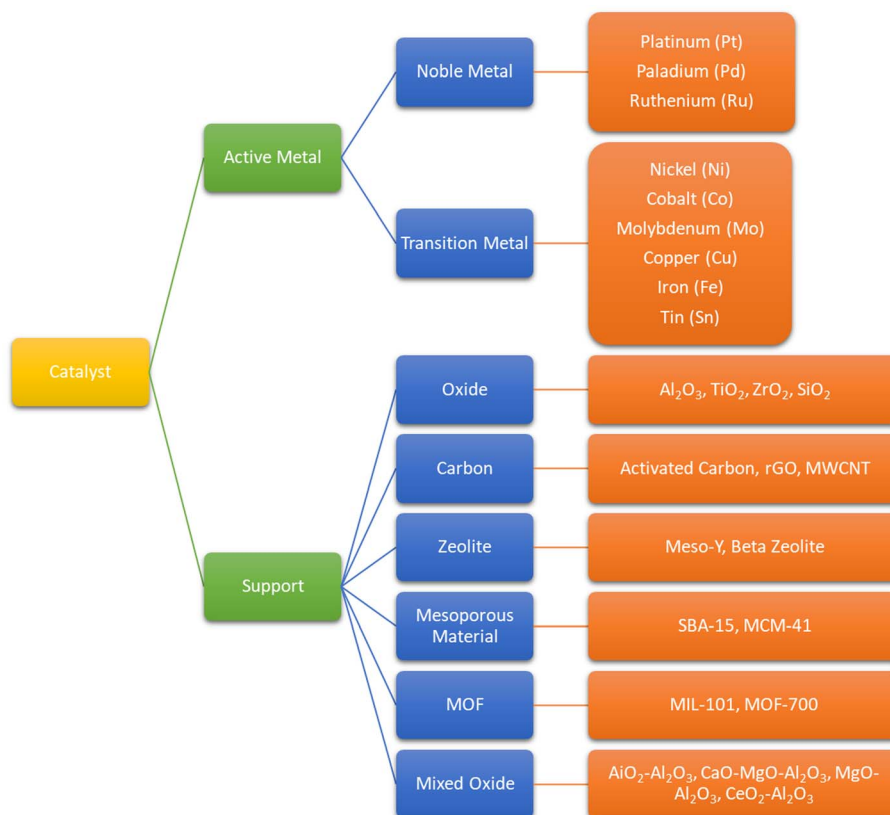 Catalyst
Active Metal
Noble Metal
Platinum (Pt)
Paladium (Pd)
Ruthenium (Ru)
Transition Metal
Nickel (Ni)
Cobalt (Co)
Molybdenum (Mo)
Copper (Cu)
Iron (Fe)
Tin (Sn)
Support
Oxide
Al₂O₃, TiO₂, ZrO₂, SiO₂
Carbon
Activated Carbon, rGO, MWCNT
Zeolite
Meso-Y, Beta Zeolite
Mesoporous
Material
SBA-15, MCM-41
MOF
MIL-101, MOF-700
Mixed Oxide
AiO₂-Al₂O₃, CaO-MgO-Al₂O₃, MgO-
Al₂O₃, CeO₂-Al₂O₃